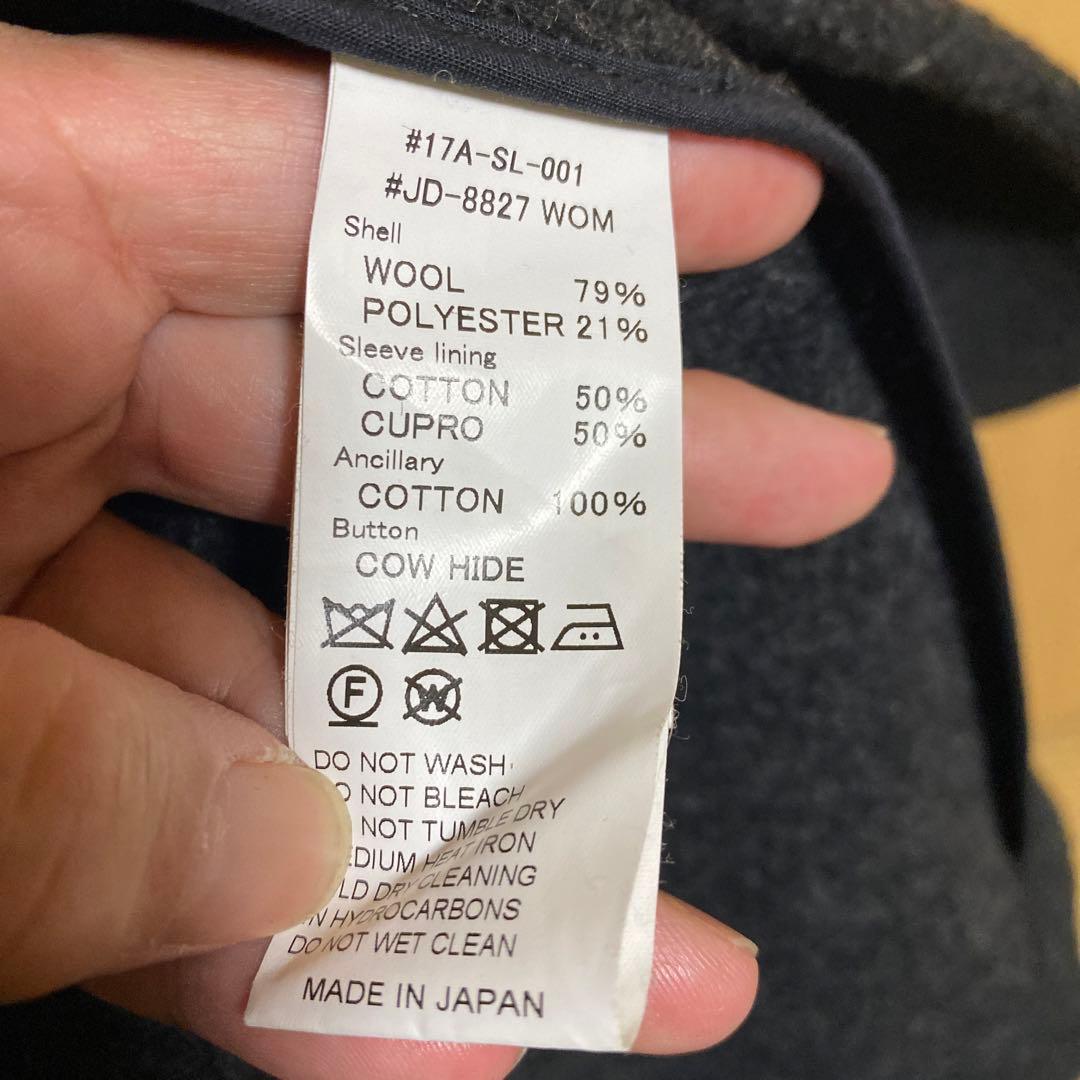 #17A-SL-001
#JD-8827 WOM
Shell
WOOL 79%
POLYESTER 21%
Sleeve lining
COTTON 50%
CUPRO 50%
Ancillary
COTTON 100%
Button
COW HIDE
F W
DO NOT WASH
NOT BLEACH
NOT TUMBLE DRY
HEAT IRON
DRY CLEANING
IN HYDROCARBONS
DO NOT WET CLEAN
MADE IN JAPAN